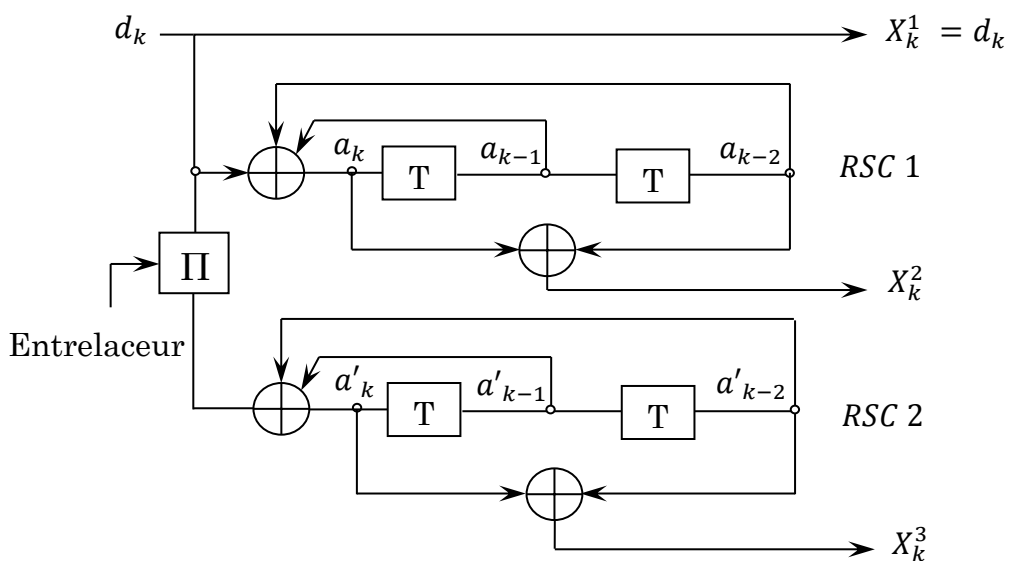 d_k X_k^1 = d_k
a_k T a_{k-1} T a_{k-2} RSC 1
Π
X_k^2
Entrelaceur
a'_k T a'_{k-1} T a'_{k-2} RSC 2
X_k^3